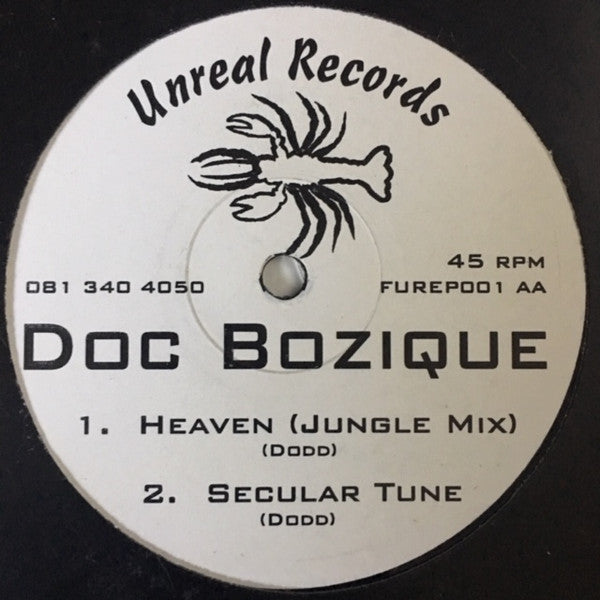 Unreal Records
45 RPM
081 340 4050 FUREP001 AA
DOC BOZIQUE
1. HEAVEN (JUNGLE MIX)
(DODD)
2. SECULAR TUNE
(DODD)